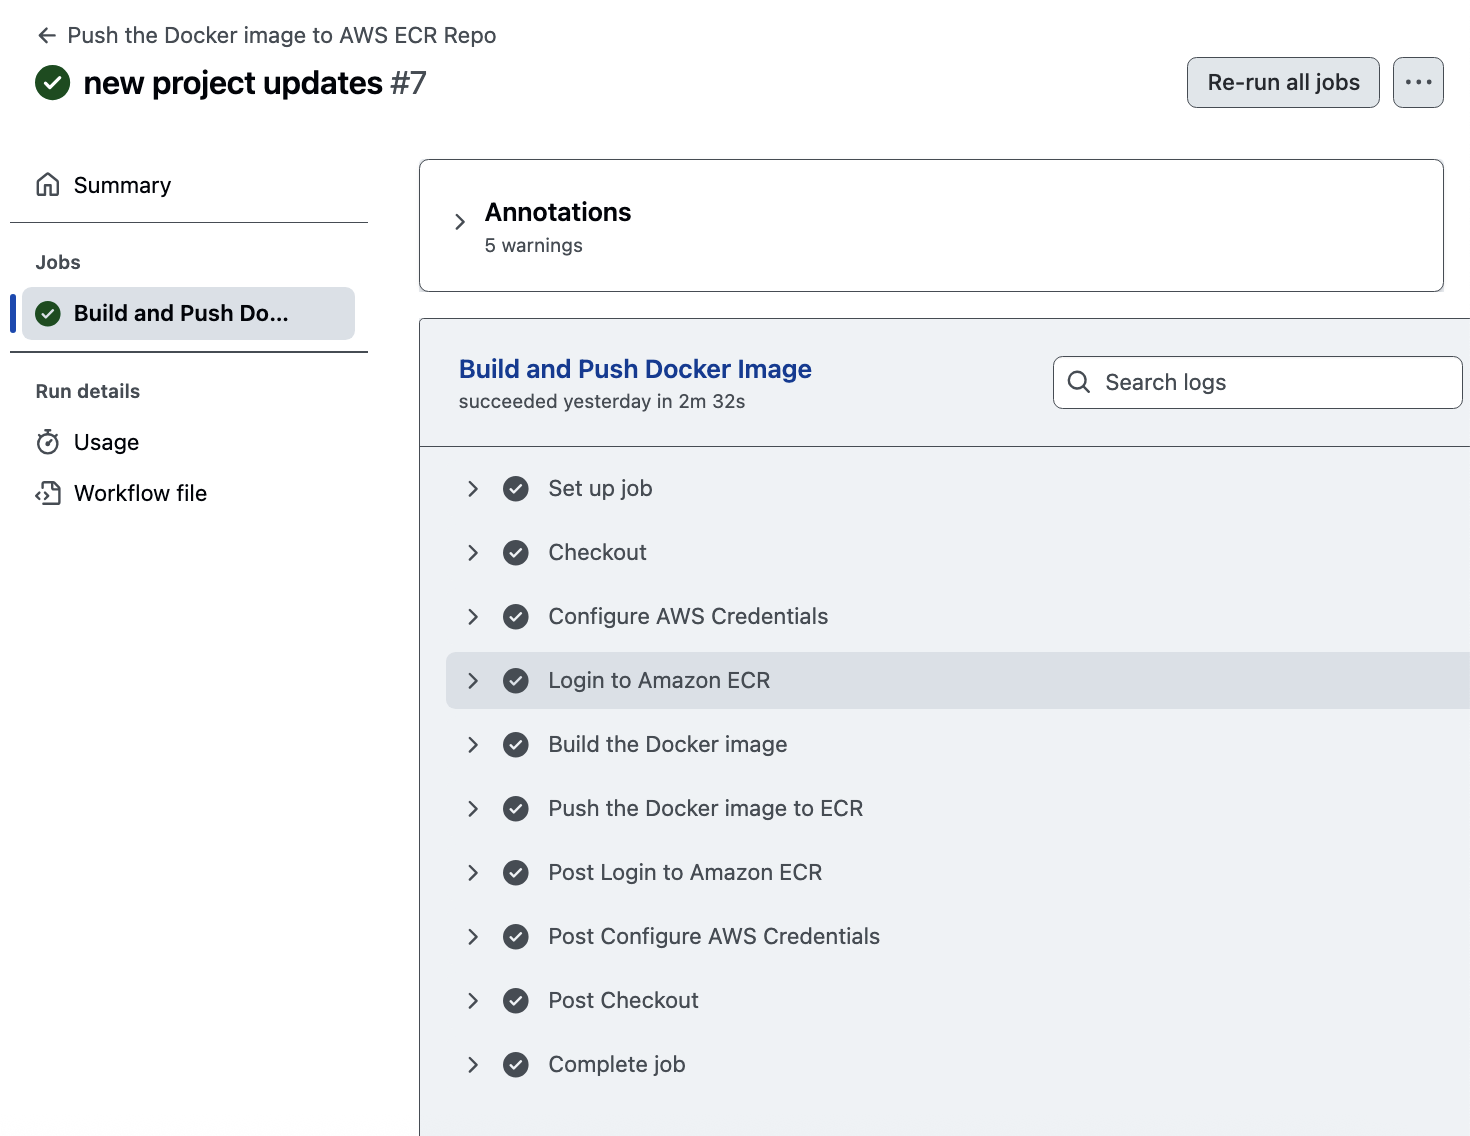 Push the Docker image to AWS ECR Repo
new project updates #7
Re-run all jobs
Summary
Jobs
Build and Push Do...
Run details
Usage
Workflow file
Annotations
5 warnings
Build and Push Docker Image
succeeded yesterday in 2m 32s
Search logs
Set up job
Checkout
Configure AWS Credentials
Login to Amazon ECR
Build the Docker image
Push the Docker image to ECR
Post Login to Amazon ECR
Post Configure AWS Credentials
Post Checkout
Complete job